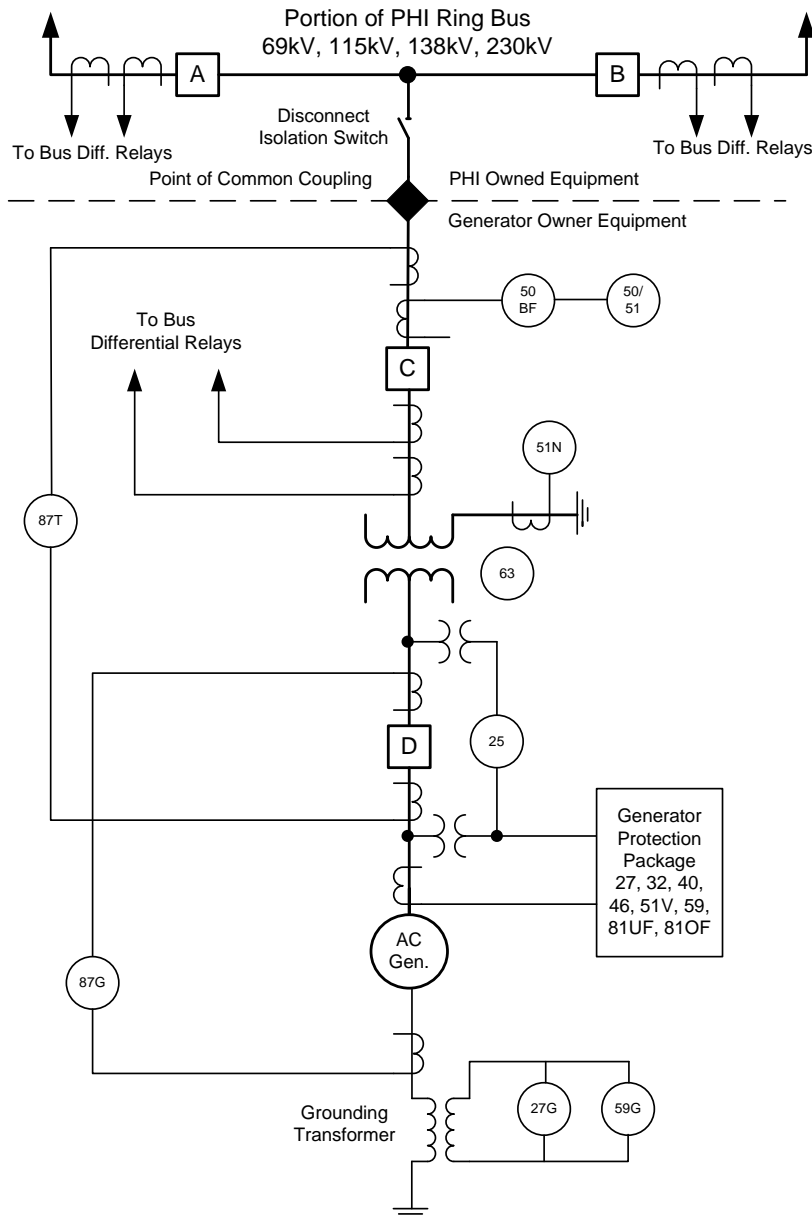 Portion of PHI Ring Bus
69kV, 115kV, 138kV, 230kV
A
B
Disconnect
Isolation Switch
To Bus Diff. Relays
To Bus Diff. Relays
Point of Common Coupling
PHI Owned Equipment
Generator Owner Equipment
50
BF
50/
51
To Bus
Differential Relays
C
51N
87T
63
25
D
Generator
Protection
Package
27, 32, 40,
46, 51V, 59,
81UF, 81OF
AC
Gen.
87G
Grounding
Transformer
27G
59G